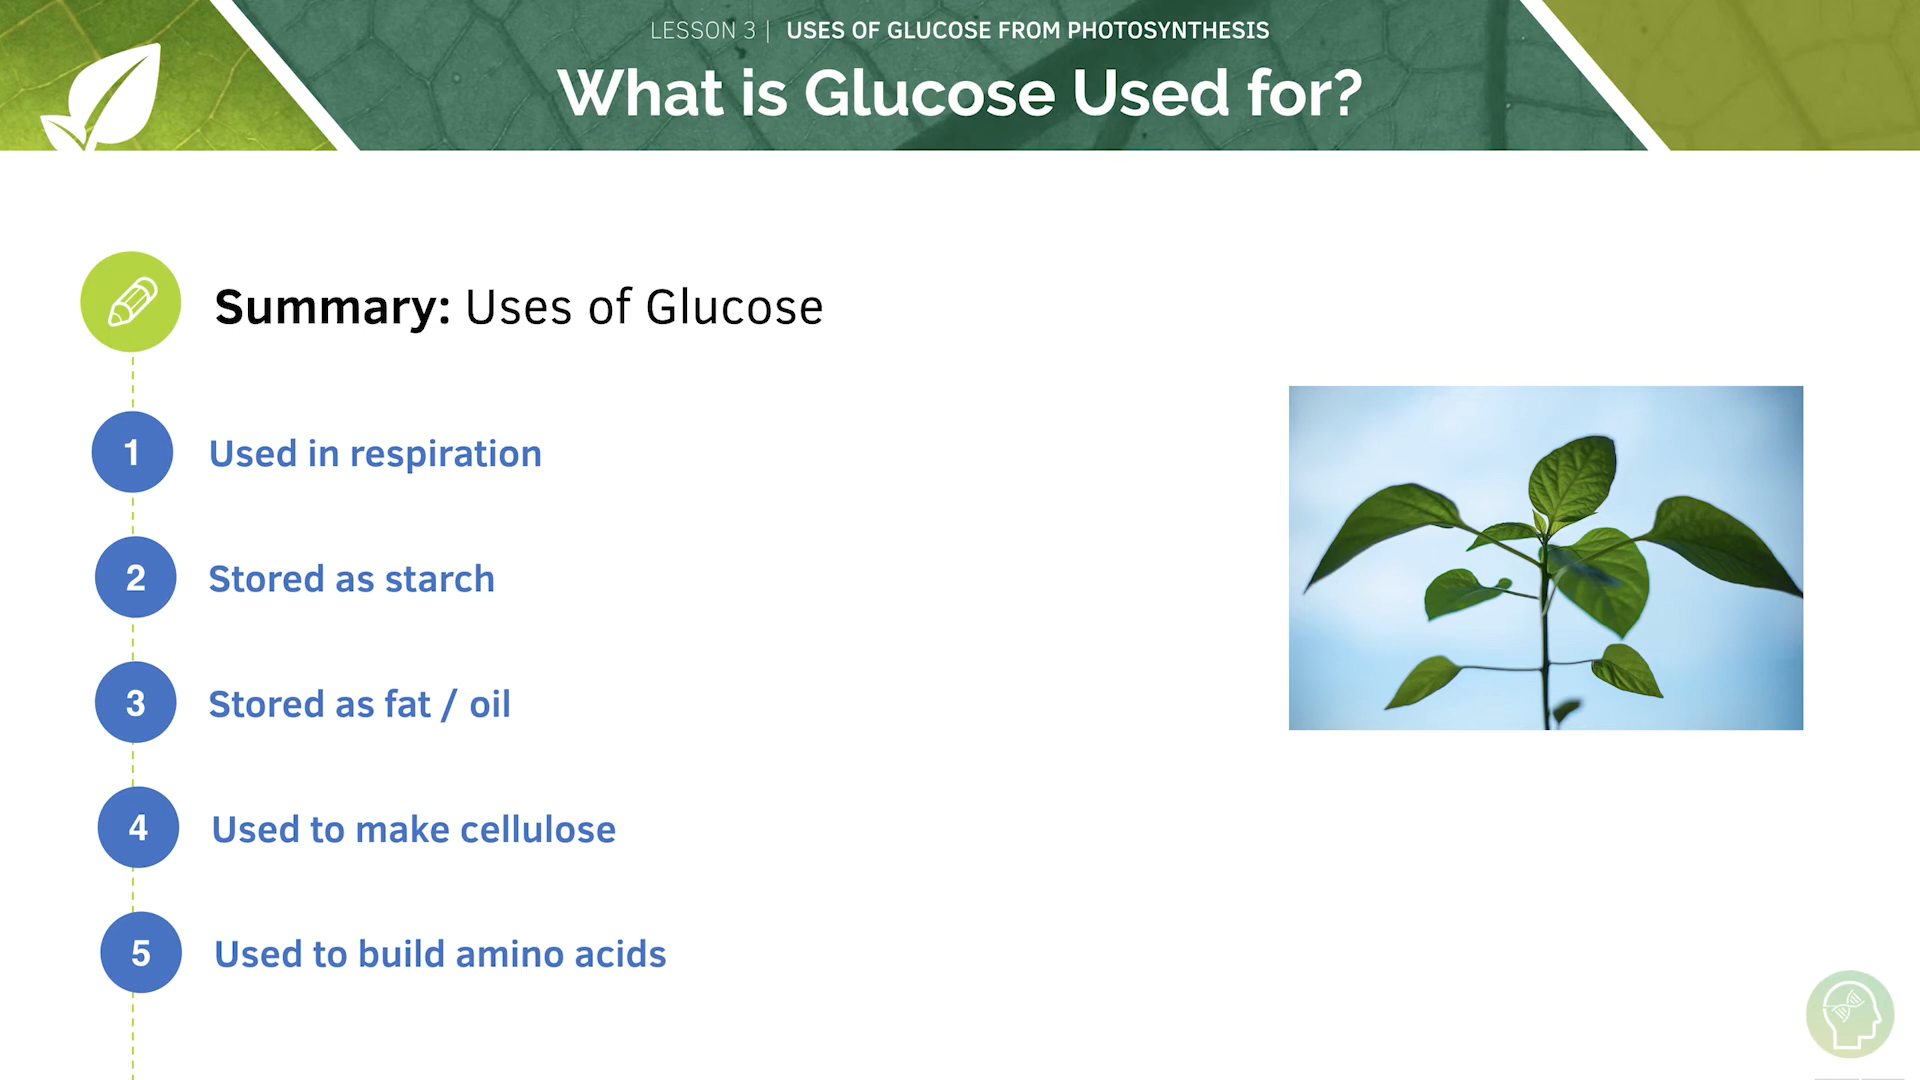 LESSON 3 | USES OF GLUCOSE FROM PHOTOSYNTHESIS
What is Glucose Used for?
Summary: Uses of Glucose
1 Used in respiration
2 Stored as starch
3 Stored as fat / oil
4 Used to make cellulose
5 Used to build amino acids